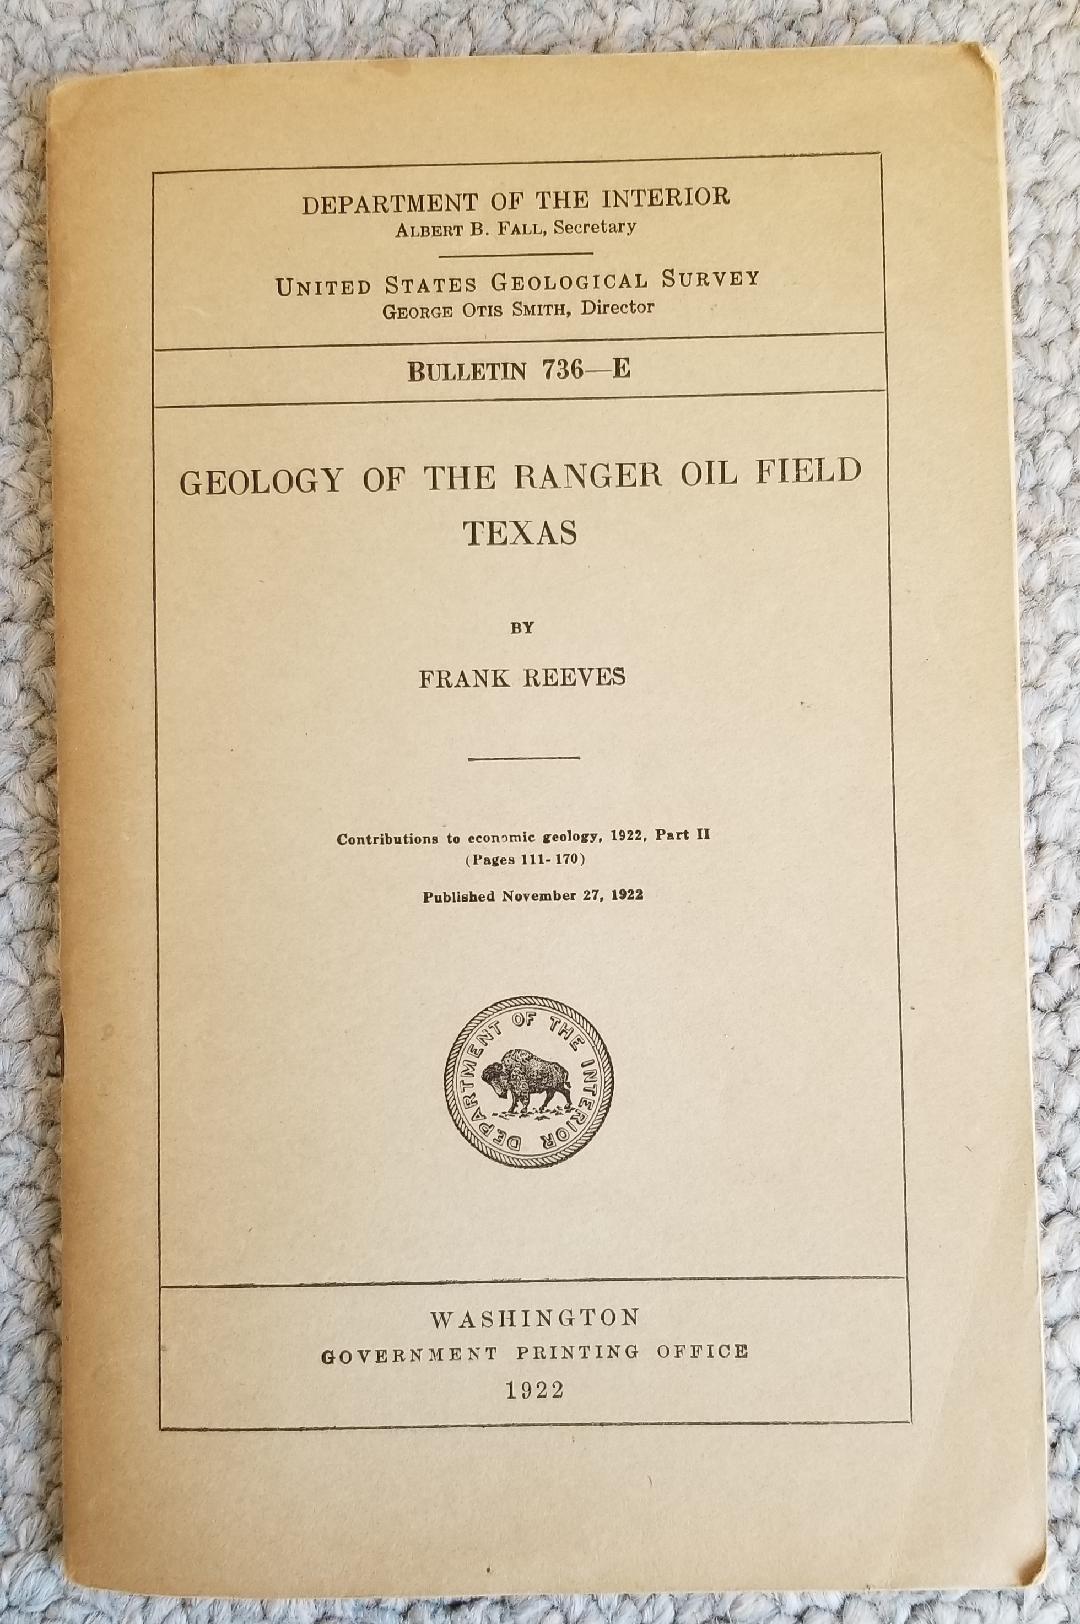 DEPARTMENT OF THE INTERIOR
ALBERT B. FALL, Secretary
UNITED STATES GEOLOGICAL SURVEY
GEORGE OTIS SMITH, Director
BULLETIN 736—E
GEOLOGY OF THE RANGER OIL FIELD
TEXAS
BY
FRANK REEVES
Contributions to economic geology, 1922, Part II
(Pages 111-170)
Published November 27, 1922
DEPARTMENT OF THE INTERIOR
WASHINGTON
GOVERNMENT PRINTING OFFICE
1922